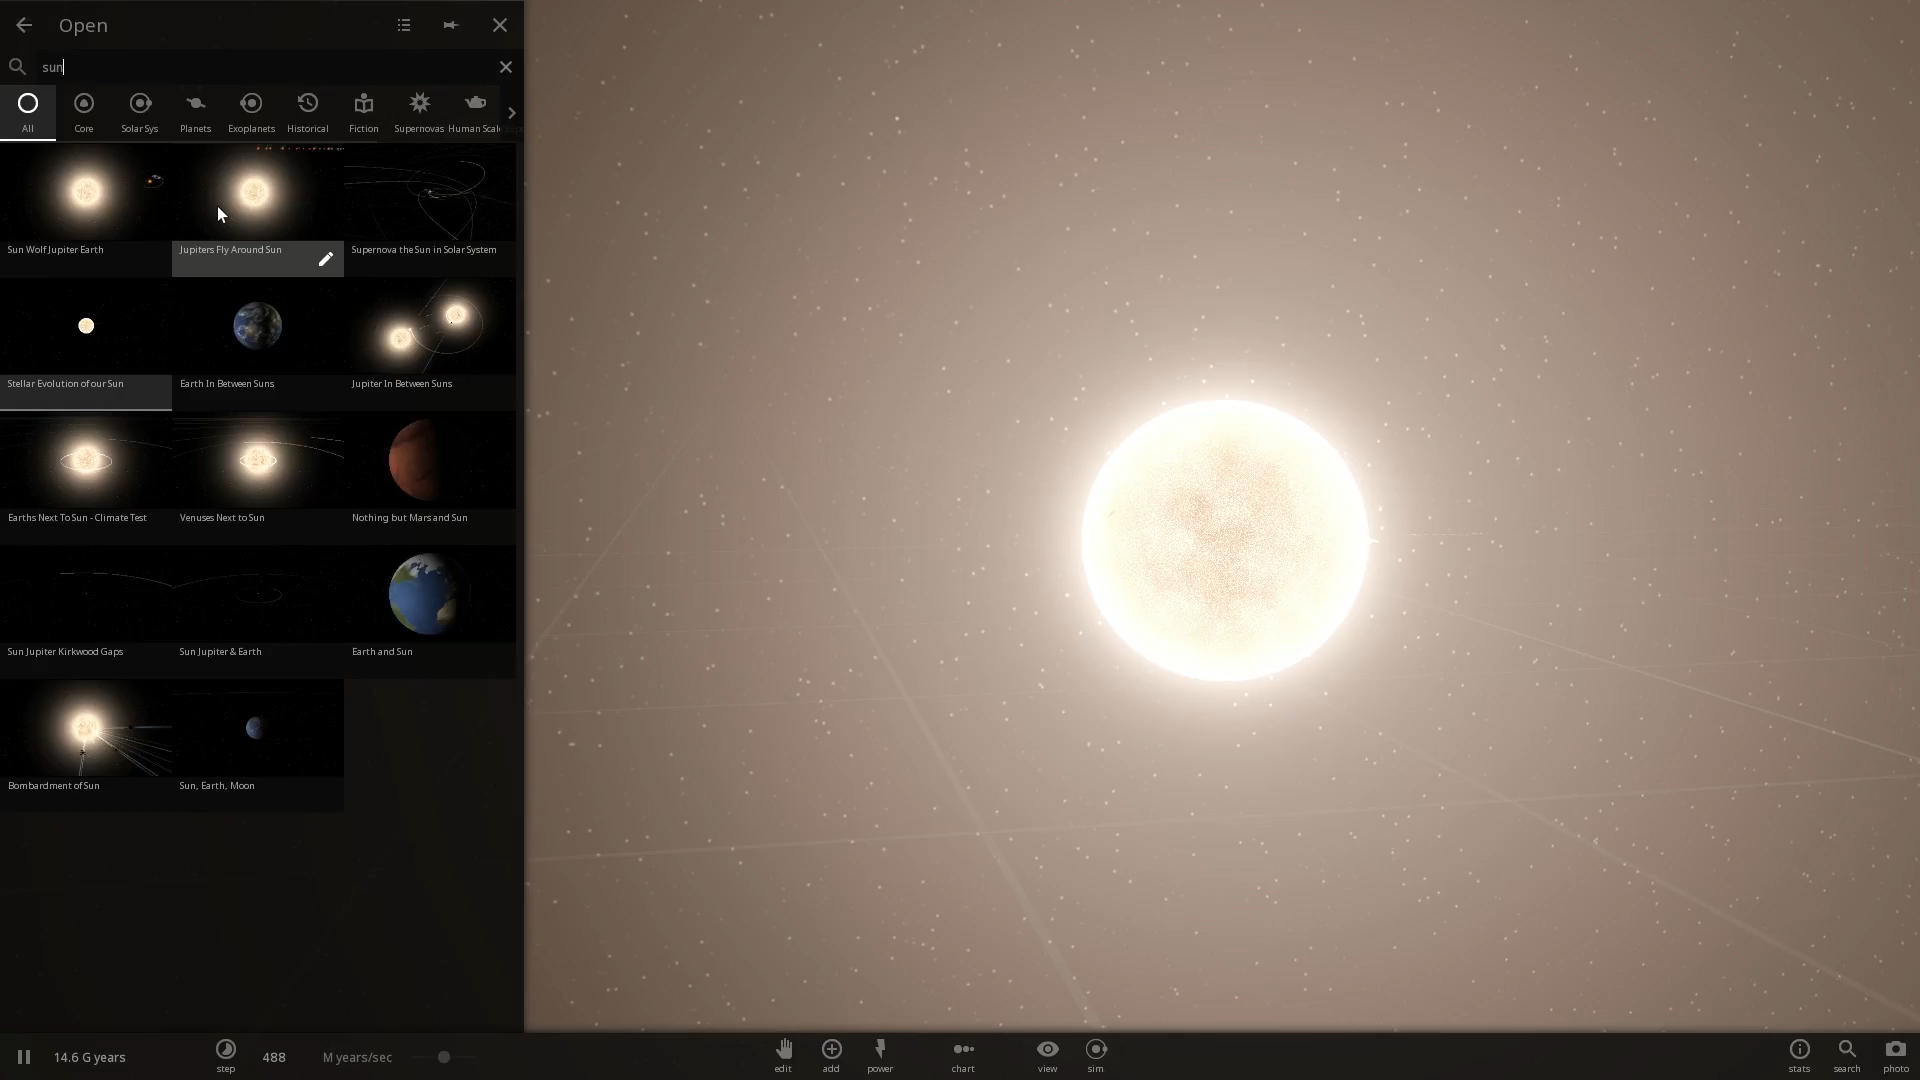 Open
sun
All
Core
Solar Sys
Planets
Exoplanets
Historical
Fiction
Supernovas
Human Scal
Sun Wolf Jupiter Earth
Jupiters Fly Around Sun
Supernova the Sun in Solar System
Stellar Evolution of our Sun
Earth In Between Suns
Jupiter In Between Suns
Earths Next To Sun - Climate Test
Venuses Next to Sun
Nothing but Mars and Sun
Sun Jupiter Kirkwood Gaps
Sun Jupiter & Earth
Earth and Sun
Bombardment of Sun
Sun, Earth, Moon
14.6 G years
step
488
M years/sec
edit
add
power
chart
view
sim
stats
search
photo